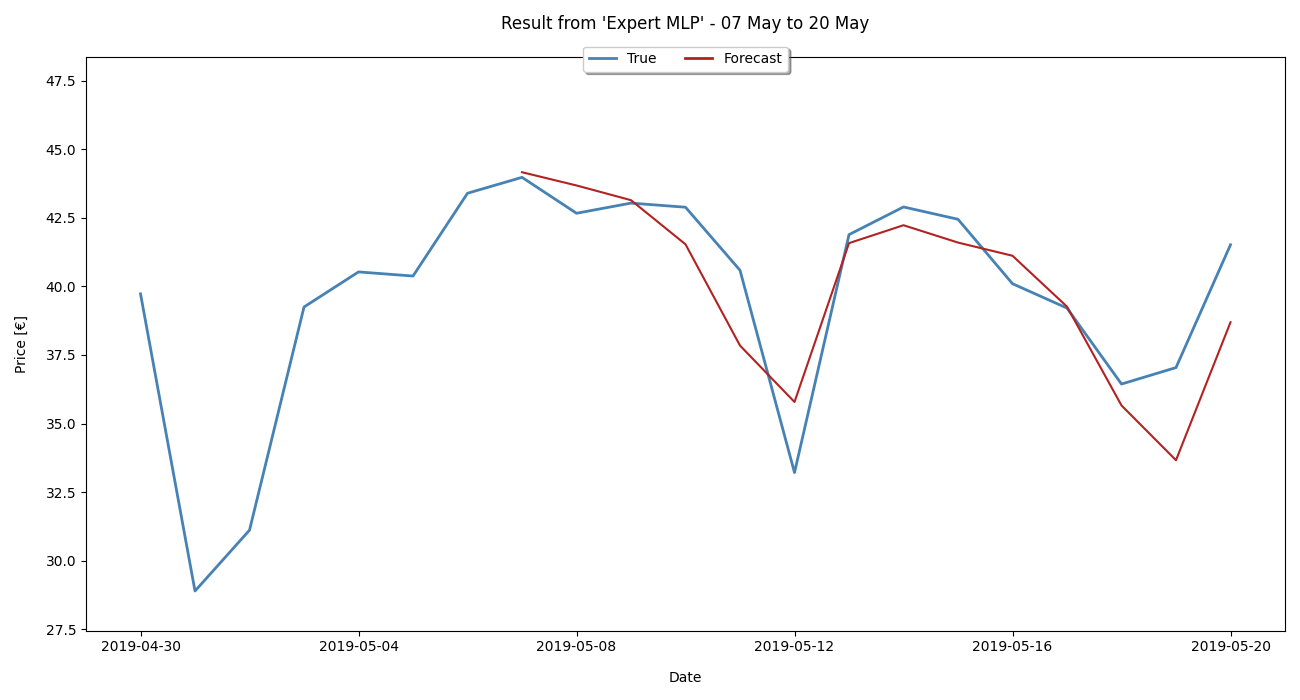 Result from 'Expert MLP' - 07 May to 20 May
True Forecast
47.5
45.0
42.5
40.0
37.5
35.0
32.5
30.0
27.5
Price [€]
2019-04-30 2019-05-04 2019-05-08 2019-05-12 2019-05-16 2019-05-20
Date